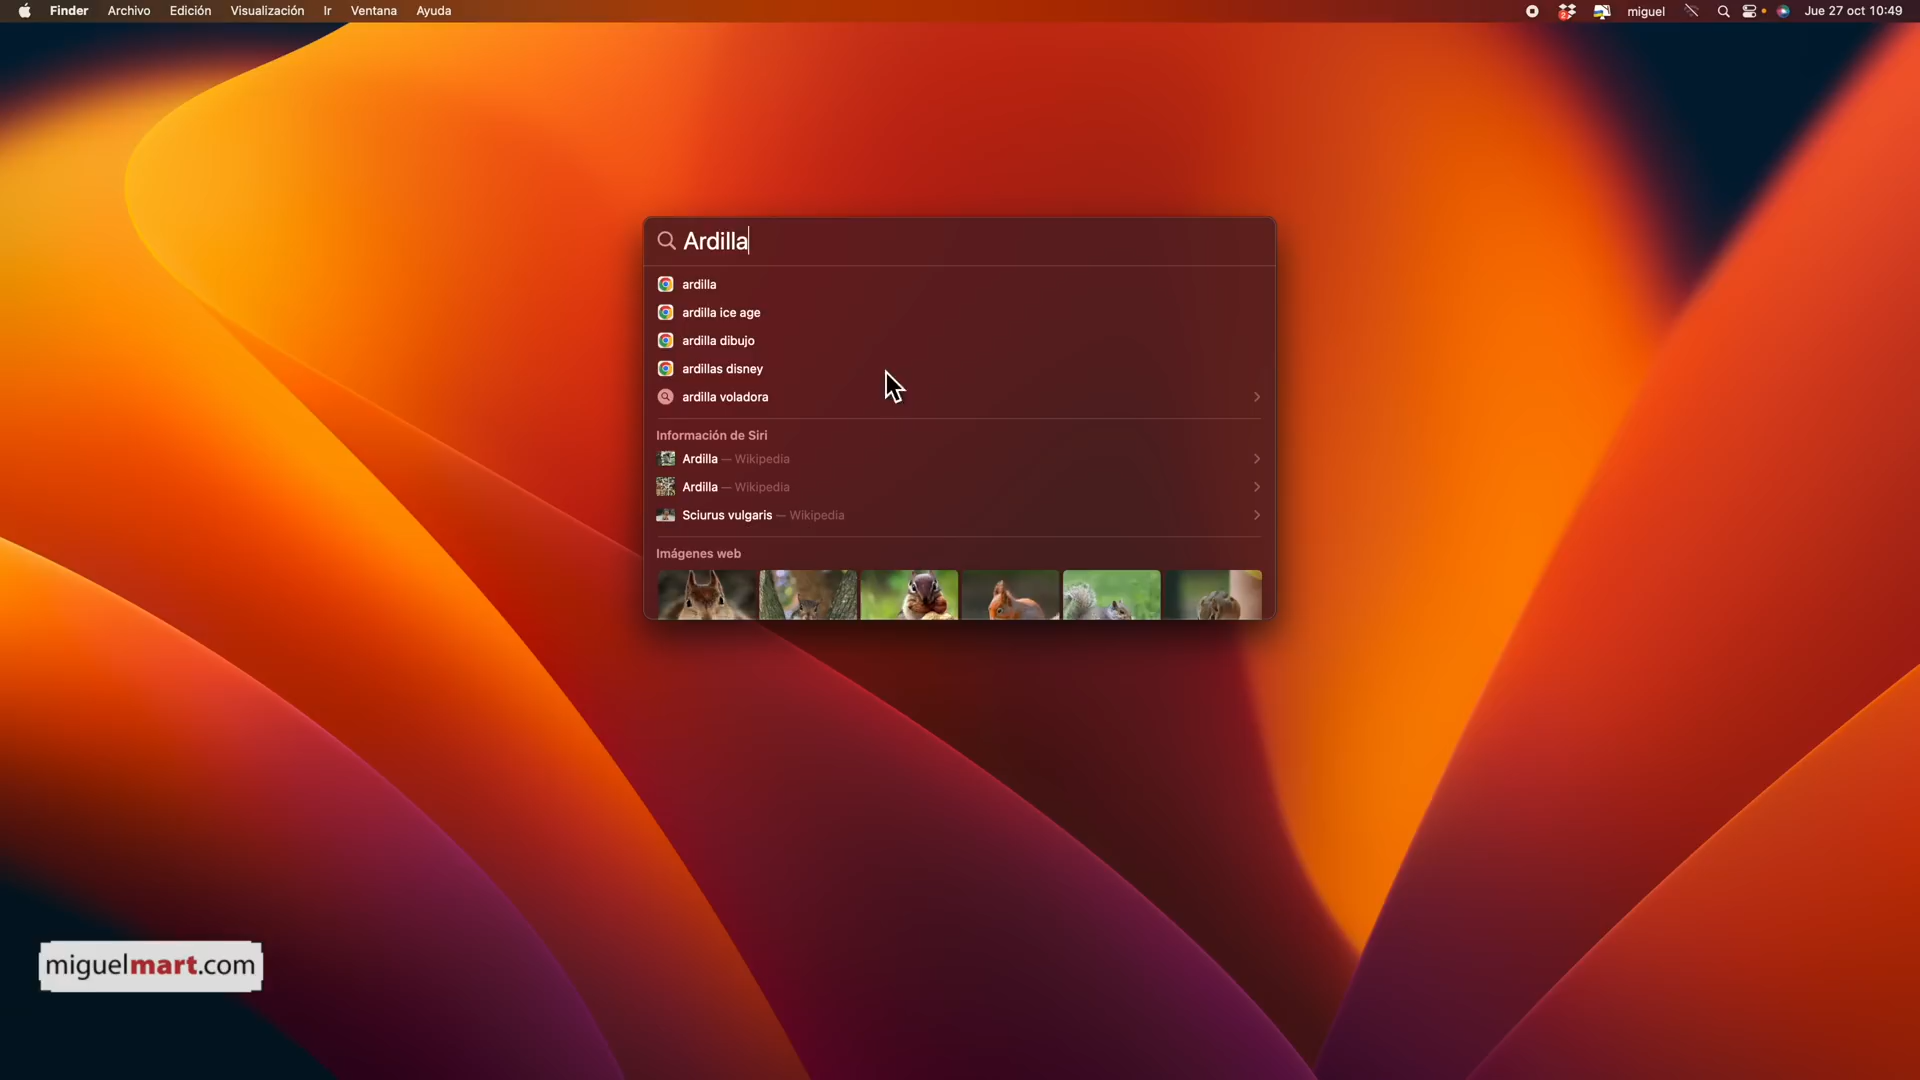 Finder Archivo Edición Visualización Ir Ventana Ayuda
2 miguel Jue 27 oct 10:49
Ardilla
ardilla
ardilla ice age
ardilla dibujo
ardillas disney
ardilla voladora
Información de Siri
Ardilla — Wikipedia
Ardilla — Wikipedia
Sciurus vulgaris — Wikipedia
Imágenes web
miguelmart.com